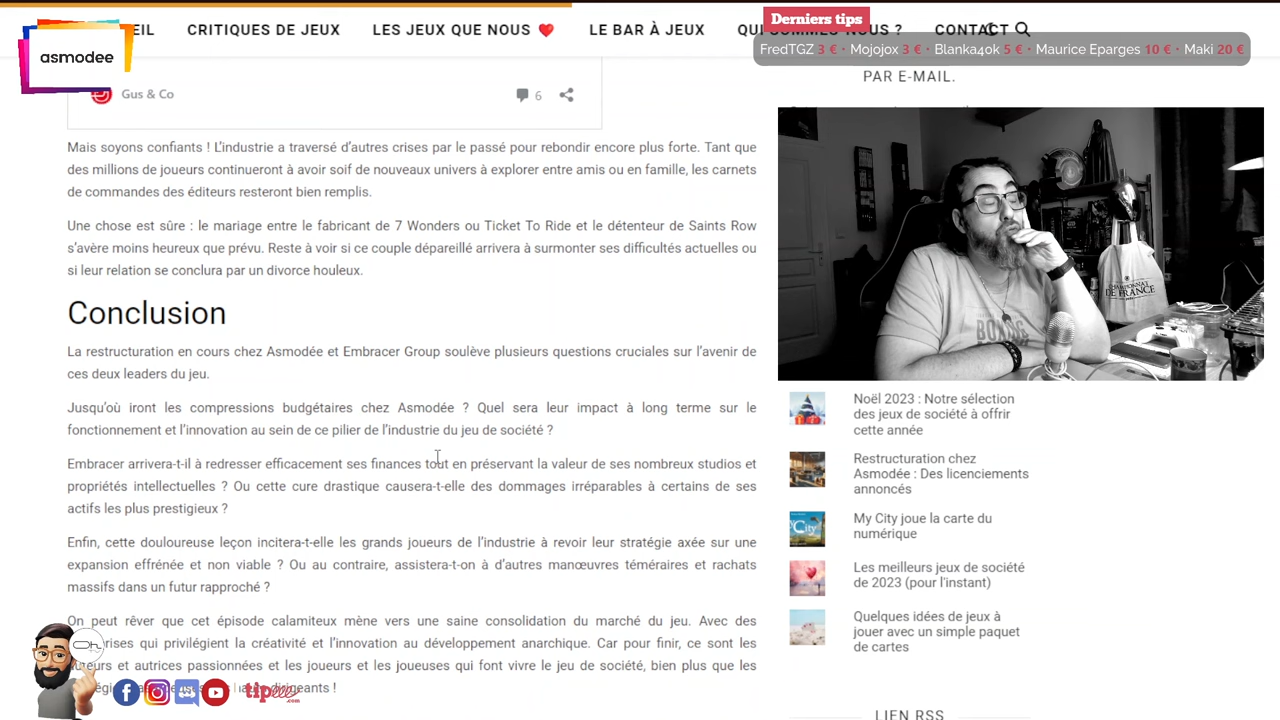 asmodee
EIL
CRITIQUES DE JEUX
LES JEUX QUE NOUS
LE BAR À JEUX
QUI
NOUS ?
CONTACT
Derniers tips
FredTGZ 3 € · Mojojox 3 € · Blanka40k 5 € · Maurice Eparges 10 € · Maki 20 €
PAR E-MAIL.
Gus & Co
6
Mais soyons confiants ! L'industrie a traversé d'autres crises par le passé pour rebondir encore plus forte. Tant que
des millions de joueurs continueront à avoir soif de nouveaux univers à explorer entre amis ou en famille, les carnets
de commandes des éditeurs resteront bien remplis.
Une chose est sûre : le mariage entre le fabricant de 7 Wonders ou Ticket To Ride et le détenteur de Saints Row
s'avère moins heureux que prévu. Reste à voir si ce couple dépareillé arrivera à surmonter ses difficultés actuelles ou
si leur relation se conclura par un divorce houleux.
Conclusion
La restructuration en cours chez Asmodée et Embracer Group soulève plusieurs questions cruciales sur l'avenir de
ces deux leaders du jeu.
Jusqu'où iront les compressions budgétaires chez Asmodée ? Quel sera leur impact à long terme sur le
fonctionnement et l'innovation au sein de ce pilier de l'industrie du jeu de société ?
Embracer arrivera-t-il à redresser efficacement ses finances tout en préservant la valeur de ses nombreux studios et
propriétés intellectuelles ? Ou cette cure drastique causera-t-elle des dommages irréparables à certains de ses
actifs les plus prestigieux ?
Enfin, cette douloureuse leçon incitera-t-elle les grands joueurs de l'industrie à revoir leur stratégie axée sur une
expansion effrénée et non viable ? Ou au contraire, assistera-t-on à d'autres manœuvres téméraires et rachats
massifs dans un futur rapproché ?
On peut rêver que cet épisode calamiteux mène vers une saine consolidation du marché du jeu. Avec des
rises qui privilégient la créativité et l'innovation au développement anarchique. Car pour finir, ce sont les
et autrices passionnées et les joueurs et les joueuses qui font vivre le jeu de société, bien plus que les
dirigeants !
tipeee
.com
CHAMPIONNAT
DE FRANCE
Noël 2023 : Notre sélection
des jeux de société à offrir
cette année
Restructuration chez
Asmodée : Des licenciements
annoncés
My City joue la carte du
numérique
Les meilleurs jeux de société
de 2023 (pour l'instant)
Quelques idées de jeux à
jouer avec un simple paquet
de cartes
LIEN RSS